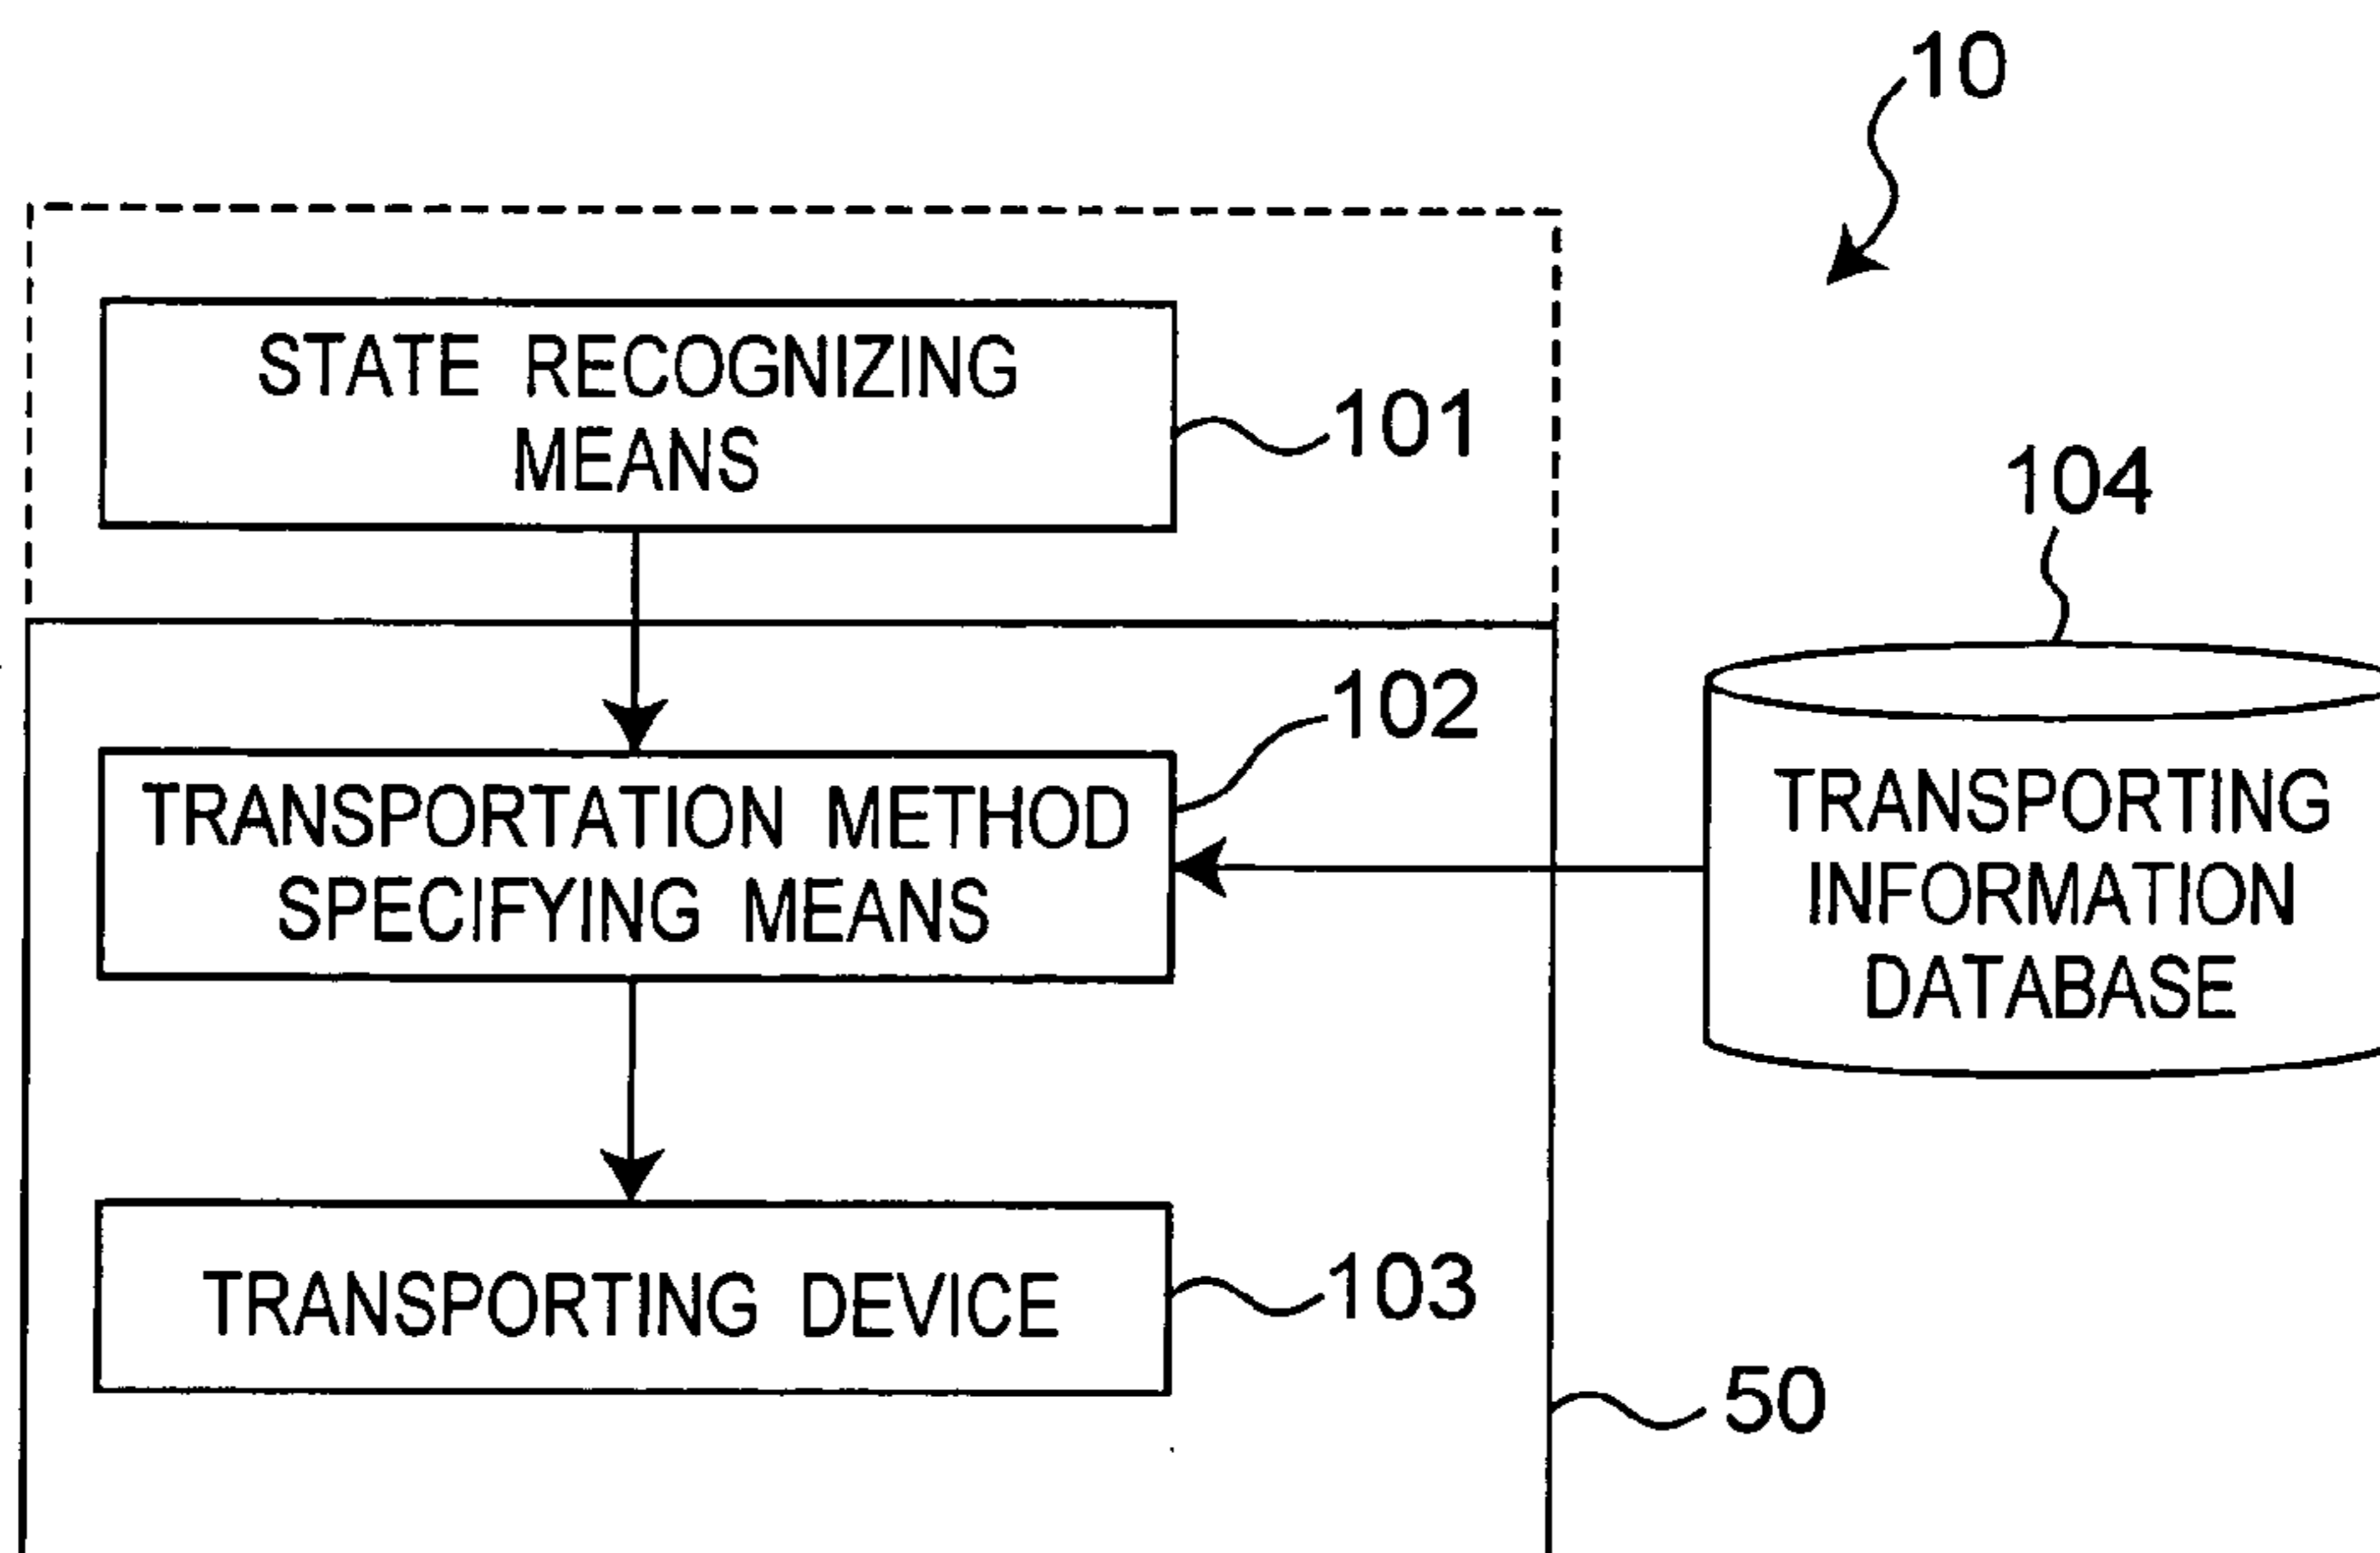 10
STATE RECOGNIZING
MEANS
101
104
102
TRANSPORTATION METHOD
SPECIFYING MEANS
TRANSPORTING
INFORMATION
DATABASE
TRANSPORTING DEVICE
103
50